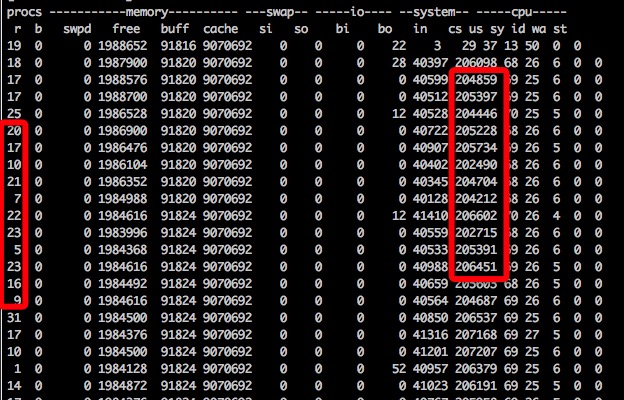 procs -----------memory---------- ---swap-- -----io---- --system-- -----cpu-----
r b swpd free buff cache si so bi bo in cs us sy id wa st
19 0 0 1988652 91816 9070692 0 0 0 22 3 29 37 13 50 0 0
18 0 0 1987900 91820 9070692 0 0 0 28 40397 206098 68 26 6 0 0
17 0 0 1988576 91820 9070692 0 0 0 0 40599 204859 69 25 6 0 0
17 0 0 1988700 91820 9070692 0 0 0 0 40512 205397 69 25 6 0 0
25 0 0 1986528 91820 9070692 0 0 0 12 40528 204446 70 25 5 0 0
20 0 0 1986900 91820 9070692 0 0 0 0 40722 205228 68 26 6 0 0
17 0 0 1986476 91820 9070692 0 0 0 0 40907 205734 69 26 5 0 0
10 0 0 1986104 91820 9070692 0 0 0 0 40402 202490 68 26 6 0 0
21 0 0 1986352 91820 9070692 0 0 0 0 40345 204704 68 26 6 0 0
7 0 0 1984988 91820 9070692 0 0 0 0 40128 204212 68 26 6 0 0
22 0 0 1984616 91824 9070692 0 0 0 12 41410 206602 70 26 4 0 0
23 0 0 1983996 91824 9070692 0 0 0 0 40559 202715 68 26 6 0 0
5 0 0 1984368 91824 9070692 0 0 0 0 40533 205391 69 26 6 0 0
23 0 0 1984616 91824 9070692 0 0 0 0 40988 206451 69 26 5 0 0
16 0 0 1984492 91824 9070692 0 0 0 0 40659 205603 68 26 5 0 0
9 0 0 1984616 91824 9070692 0 0 0 0 40564 204687 69 26 6 0 0
31 0 0 1984500 91824 9070692 0 0 0 0 40850 206537 69 25 6 0 0
17 0 0 1984376 91824 9070692 0 0 0 0 41316 207168 69 27 5 0 0
10 0 0 1984500 91824 9070692 0 0 0 0 41201 207207 69 25 6 0 0
1 0 0 1984128 91824 9070692 0 0 0 52 40957 206379 69 25 6 0 0
14 0 0 1984872 91824 9070692 0 0 0 0 41023 206191 69 25 5 0 0